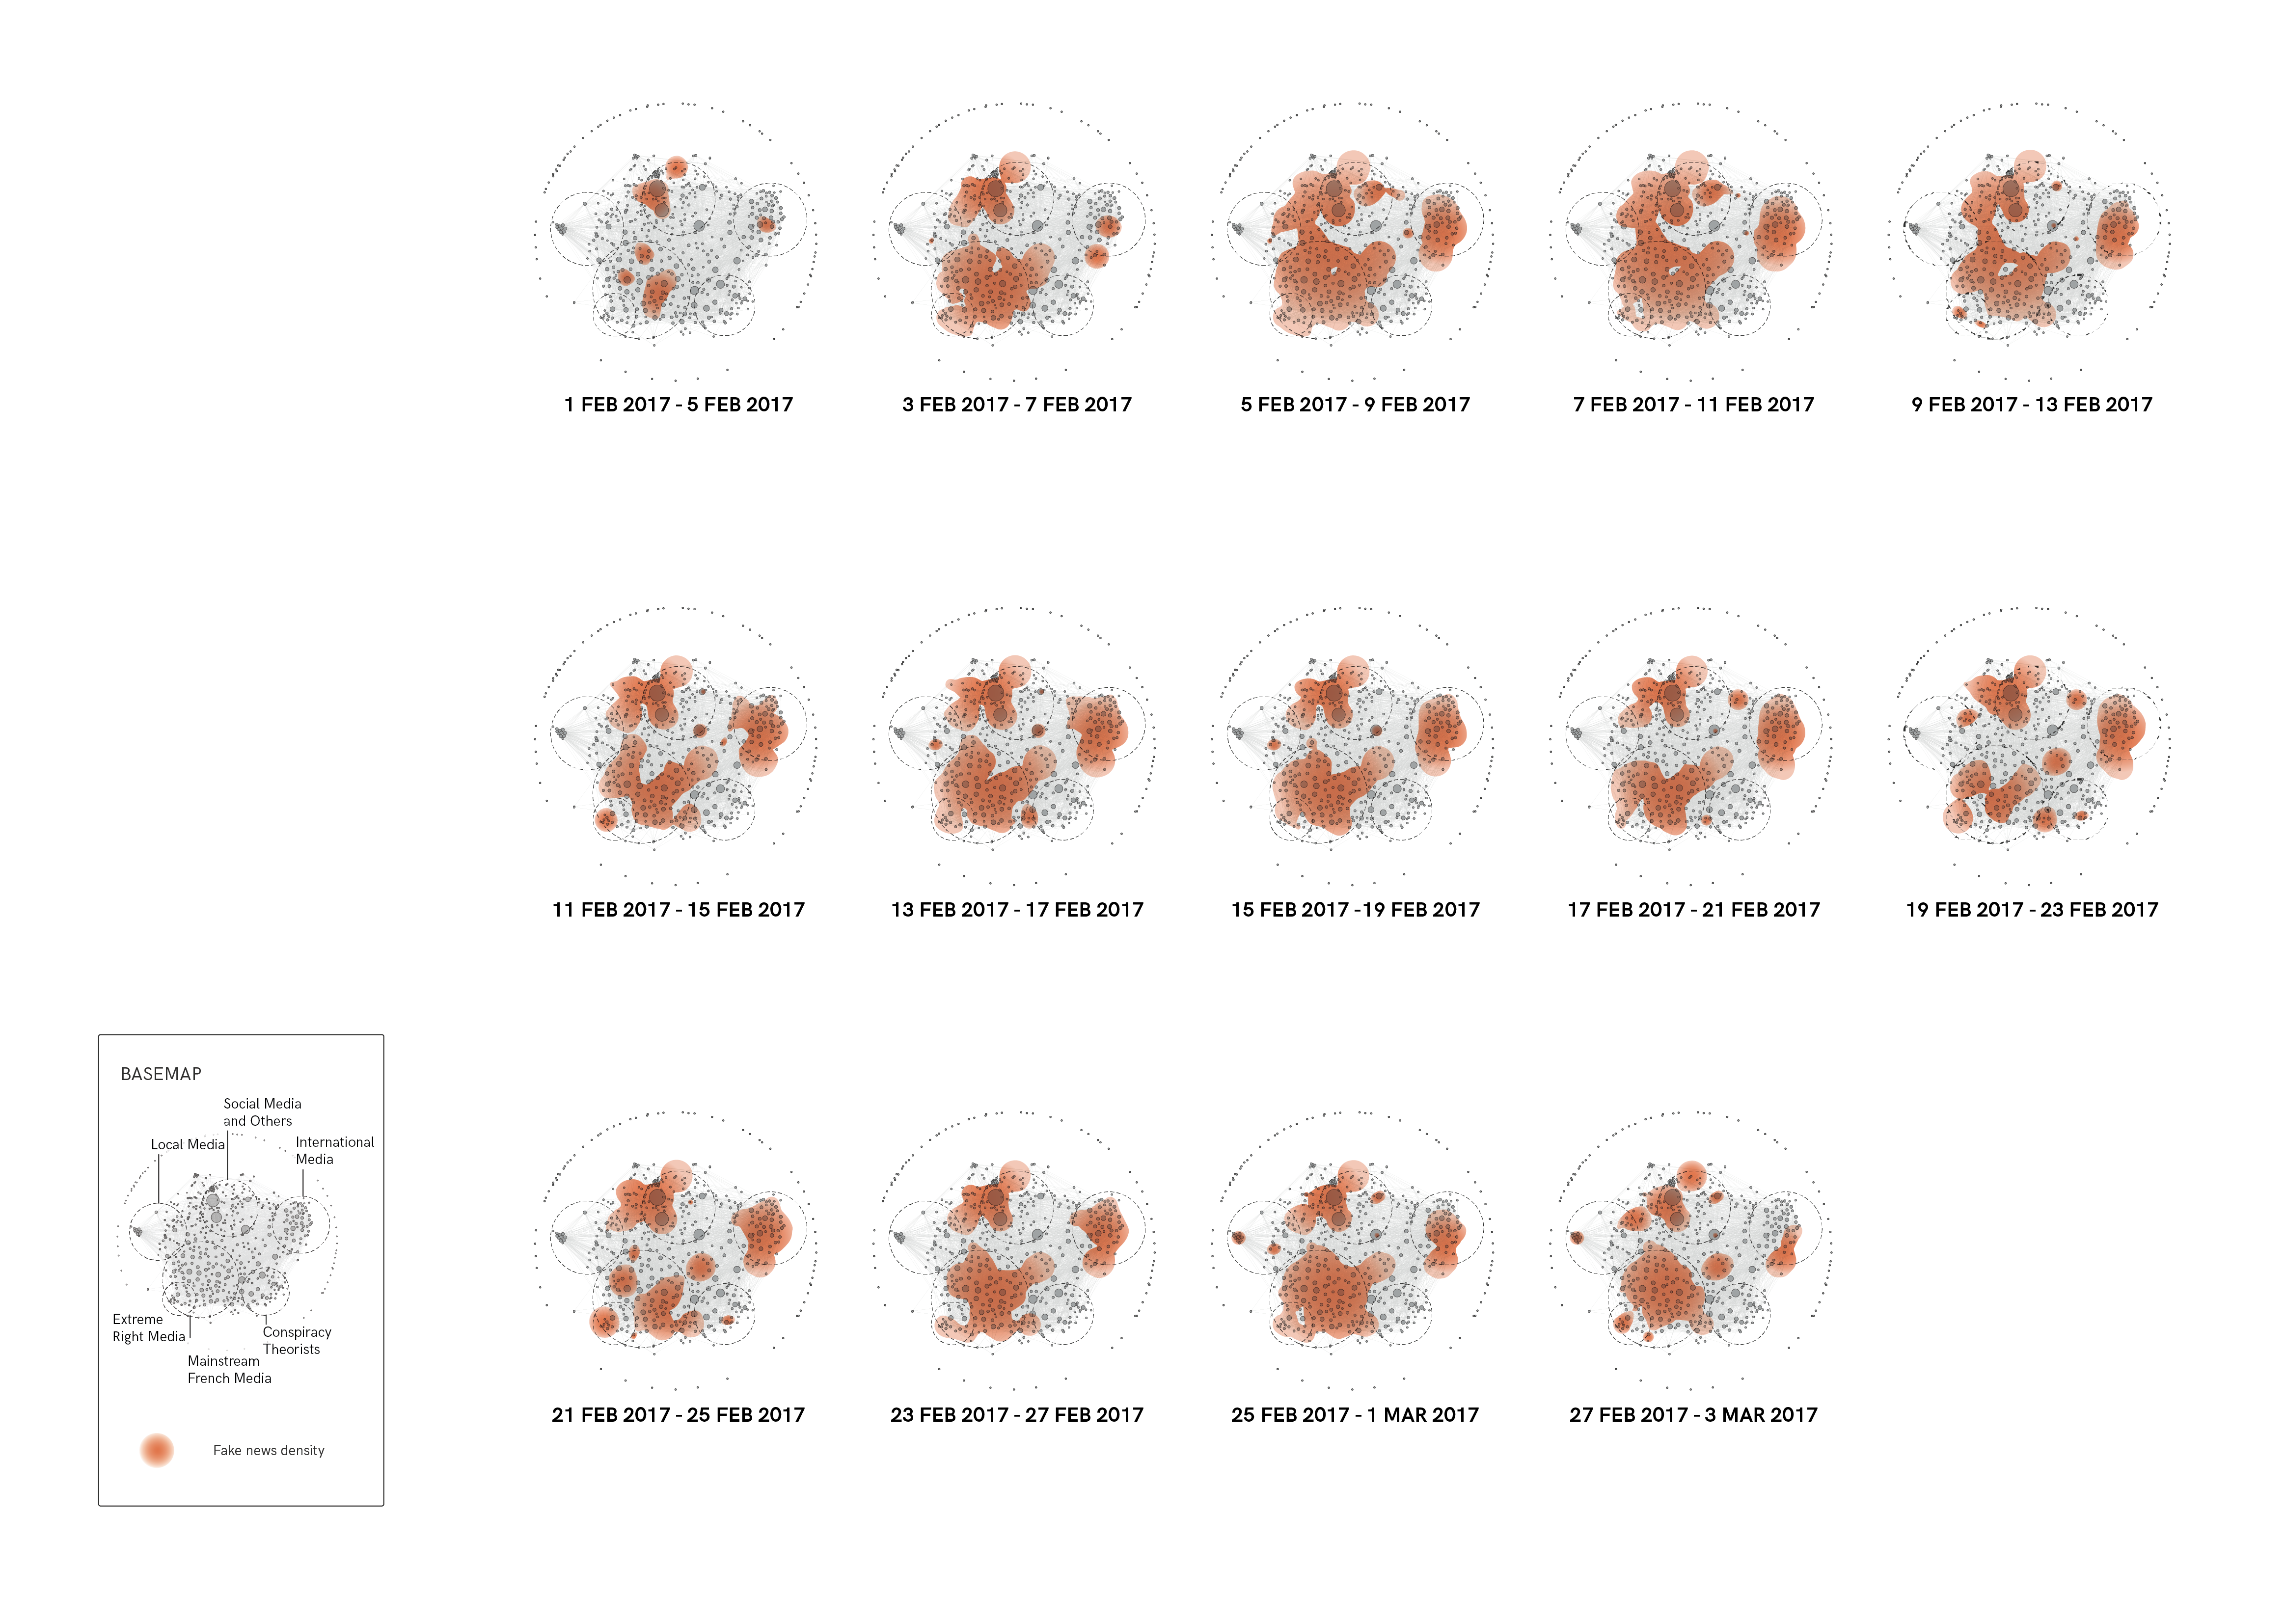 1 FEB 2017 - 5 FEB 2017
3 FEB 2017 - 7 FEB 2017
5 FEB 2017 - 9 FEB 2017
7 FEB 2017 - 11 FEB 2017
9 FEB 2017 - 13 FEB 2017
11 FEB 2017 - 15 FEB 2017
13 FEB 2017 - 17 FEB 2017
15 FEB 2017 -19 FEB 2017
17 FEB 2017 - 21 FEB 2017
19 FEB 2017 - 23 FEB 2017
BASEMAP
Social Media
and Others
Local Media
International
Media
Extreme
Right Media
Conspiracy
Theorists
Mainstream
French Media
Fake news density
21 FEB 2017 - 25 FEB 2017
23 FEB 2017 - 27 FEB 2017
25 FEB 2017 - 1 MAR 2017
27 FEB 2017 - 3 MAR 2017